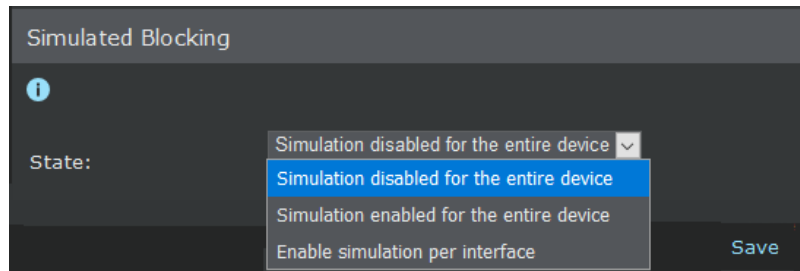 Simulated Blocking
i
State:
Simulation disabled for the entire device
Simulation disabled for the entire device
Simulation enabled for the entire device
Enable simulation per interface
Save